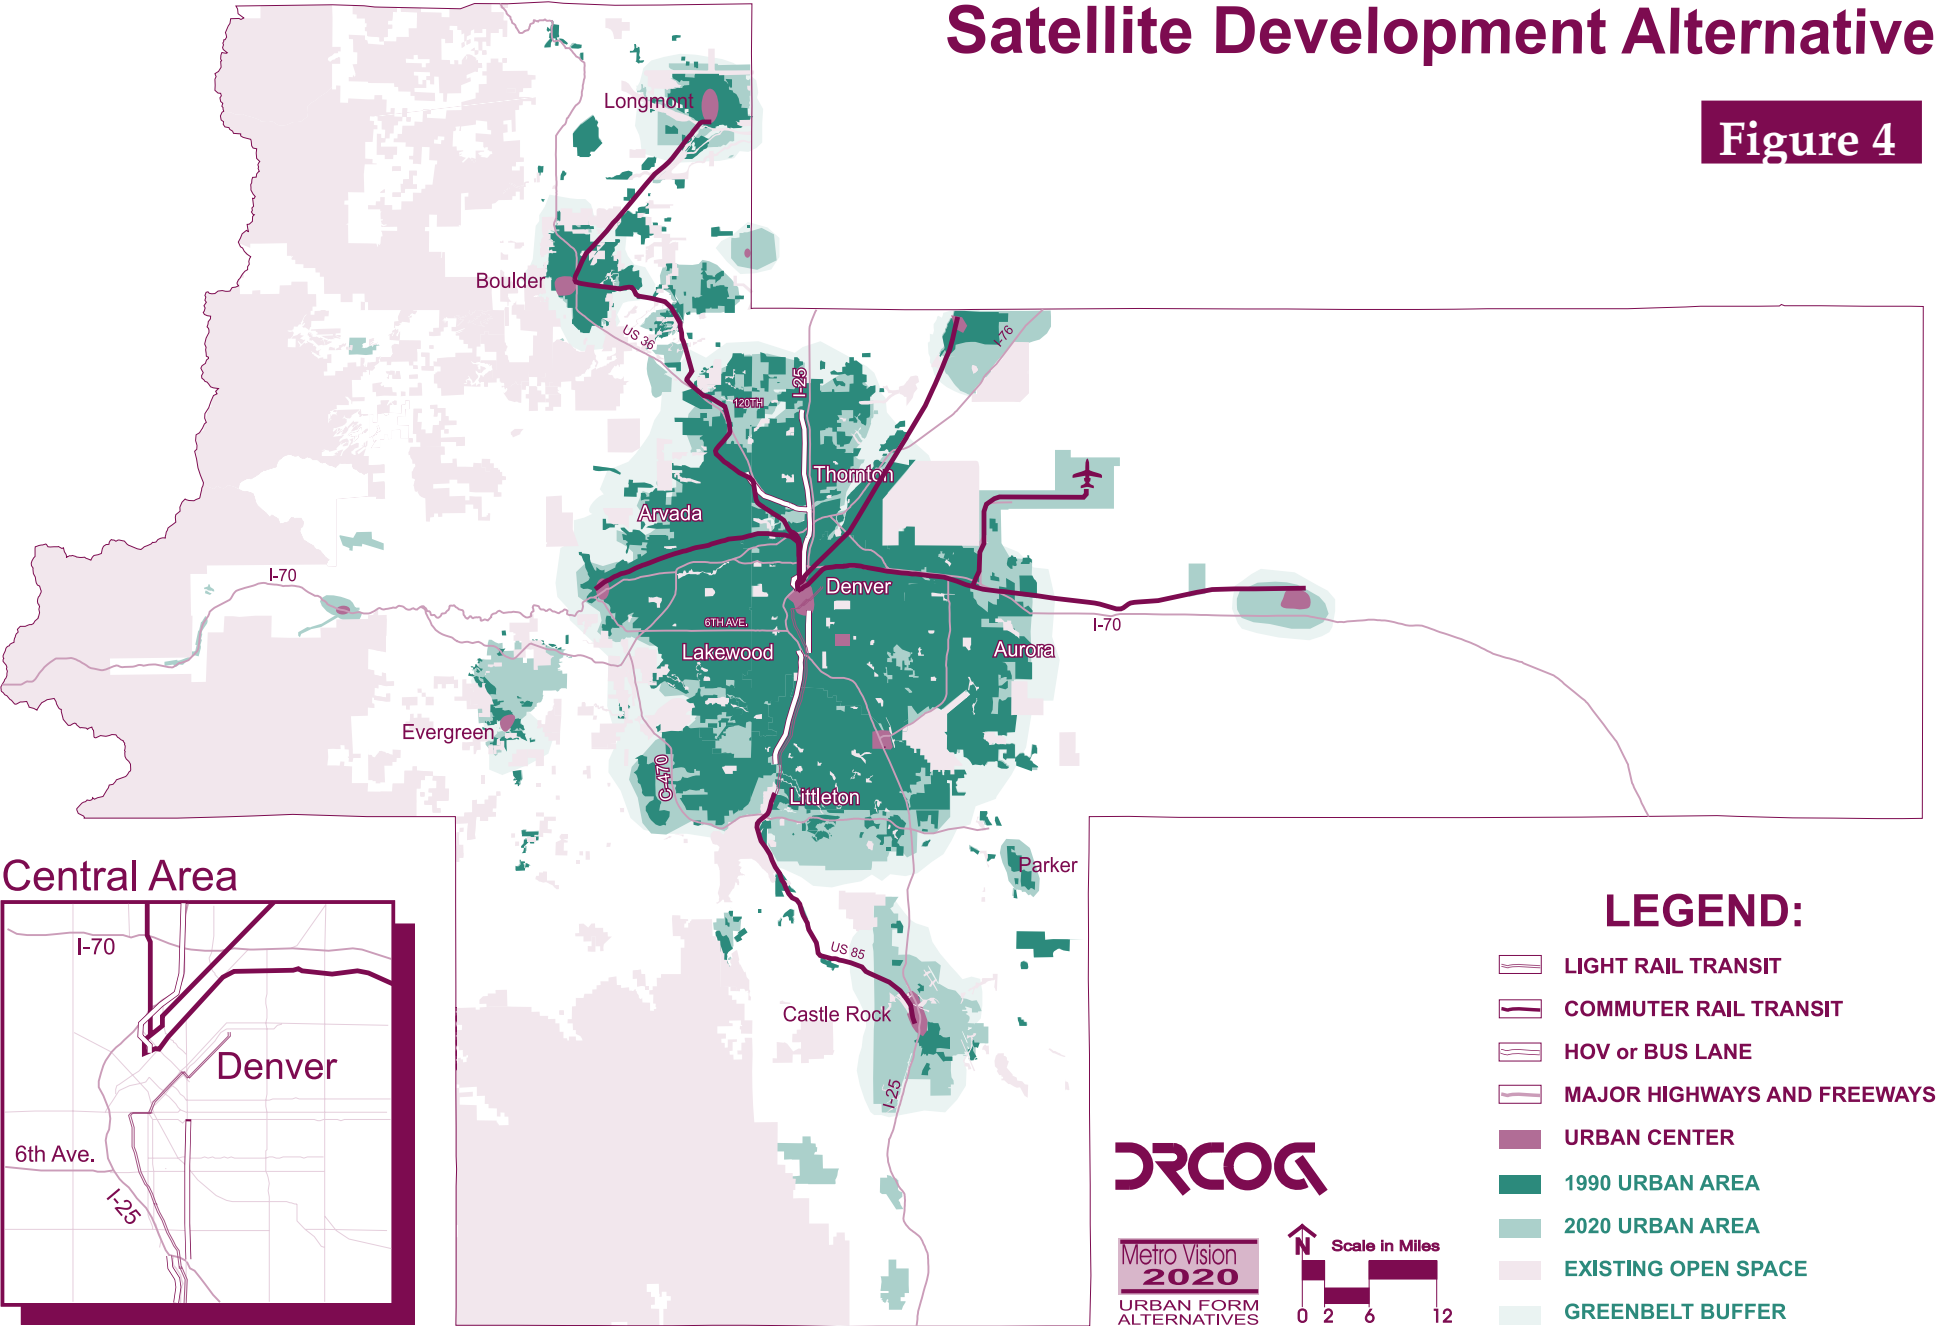 Satellite Development Alternative
Figure 4
Longmont
Boulder
US 36
I-76
I-25
120TH
Thornton
Arvada
I-70
Denver
I-70
6TH AVE.
Lakewood
Aurora
Evergreen
C-470
Littleton
Parker
US 85
Castle Rock
I-25
Central Area
I-70
Denver
6th Ave.
I-25
LEGEND:
LIGHT RAIL TRANSIT
COMMUTER RAIL TRANSIT
HOV or BUS LANE
MAJOR HIGHWAYS AND FREEWAYS
URBAN CENTER
1990 URBAN AREA
2020 URBAN AREA
EXISTING OPEN SPACE
GREENBELT BUFFER
DRCOG
Metro Vision
2020
URBAN FORM
ALTERNATIVES
N
Scale in Miles
0 2 6 12